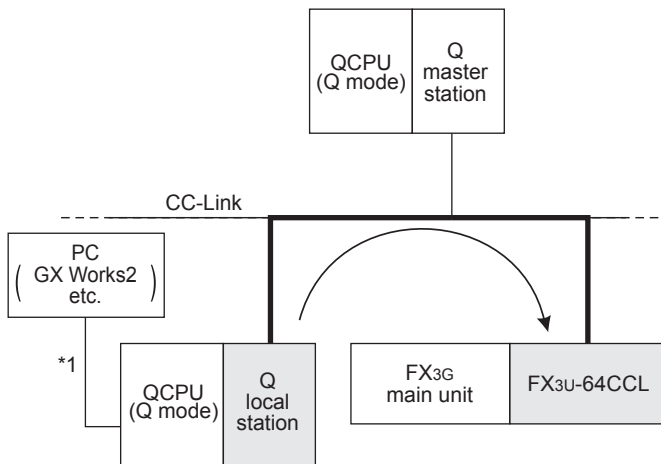 QCPU
(Q mode)
Q
master
station
CC-Link
PC
( GX Works2 )
etc.
*1
QCPU
(Q mode)
Q
local
station
FX3G
main unit
FX3U-64CCL